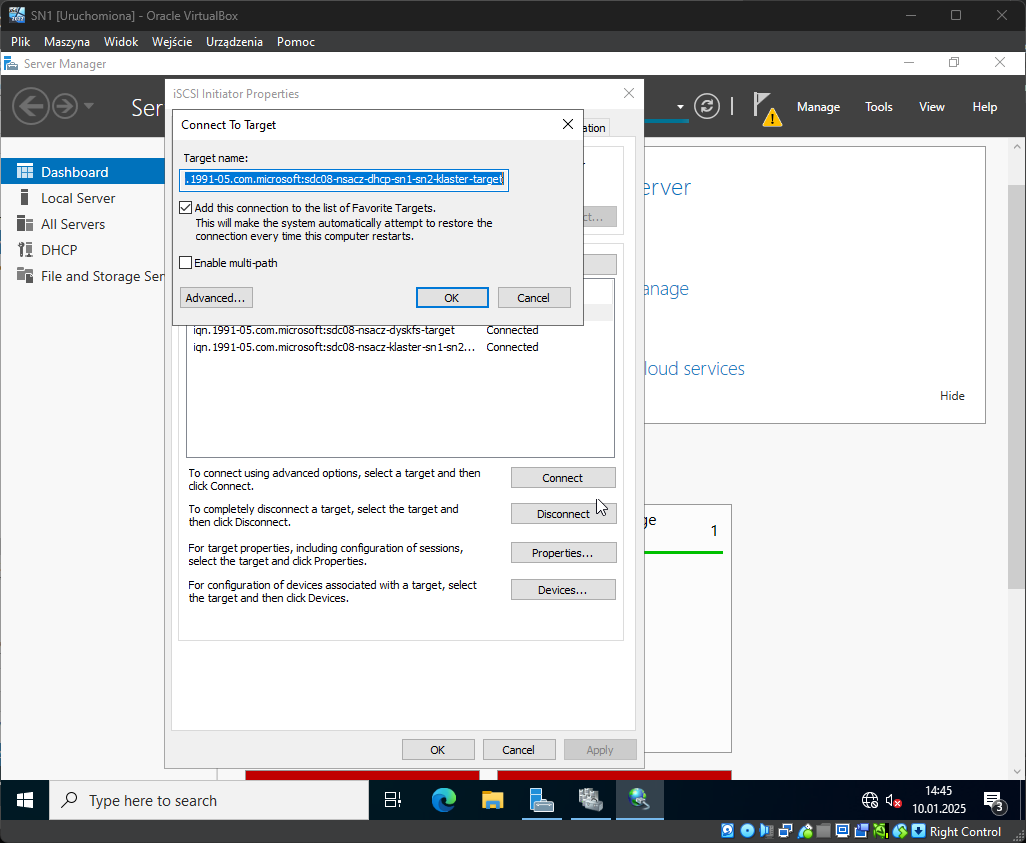 SN1 [Uruchomiona] - Oracle VirtualBox
Plik Maszyna Widok Wejście Urządzenia Pomoc
Server Manager
Ser
Manage Tools View Help
Dashboard
Local Server
All Servers
DHCP
File and Storage Ser
iSCSI Initiator Properties
ation
Connect To Target
Target name:
.1991-05.com.microsoft:sdc08-nsacz-dhcp-sn1-sn2-klaster-target
Add this connection to the list of Favorite Targets.
This will make the system automatically attempt to restore the
connection every time this computer restarts.
Enable multi-path
Advanced... OK Cancel
ct...
iqn.1991-05.com.microsoft:sdc08-nsacz-dyskfs-target Connected
iqn.1991-05.com.microsoft:sdc08-nsacz-klaster-sn1-sn2... Connected
To connect using advanced options, select a target and then
click Connect.
Connect
To completely disconnect a target, select the target and
then click Disconnect.
Disconnect
For target properties, including configuration of sessions,
select the target and click Properties.
Properties...
For configuration of devices associated with a target, select
the target and then click Devices.
Devices...
OK Cancel Apply
erver
anage
loud services
Hide
ge 1
Type here to search
14:45
10.01.2025
3
Right Control